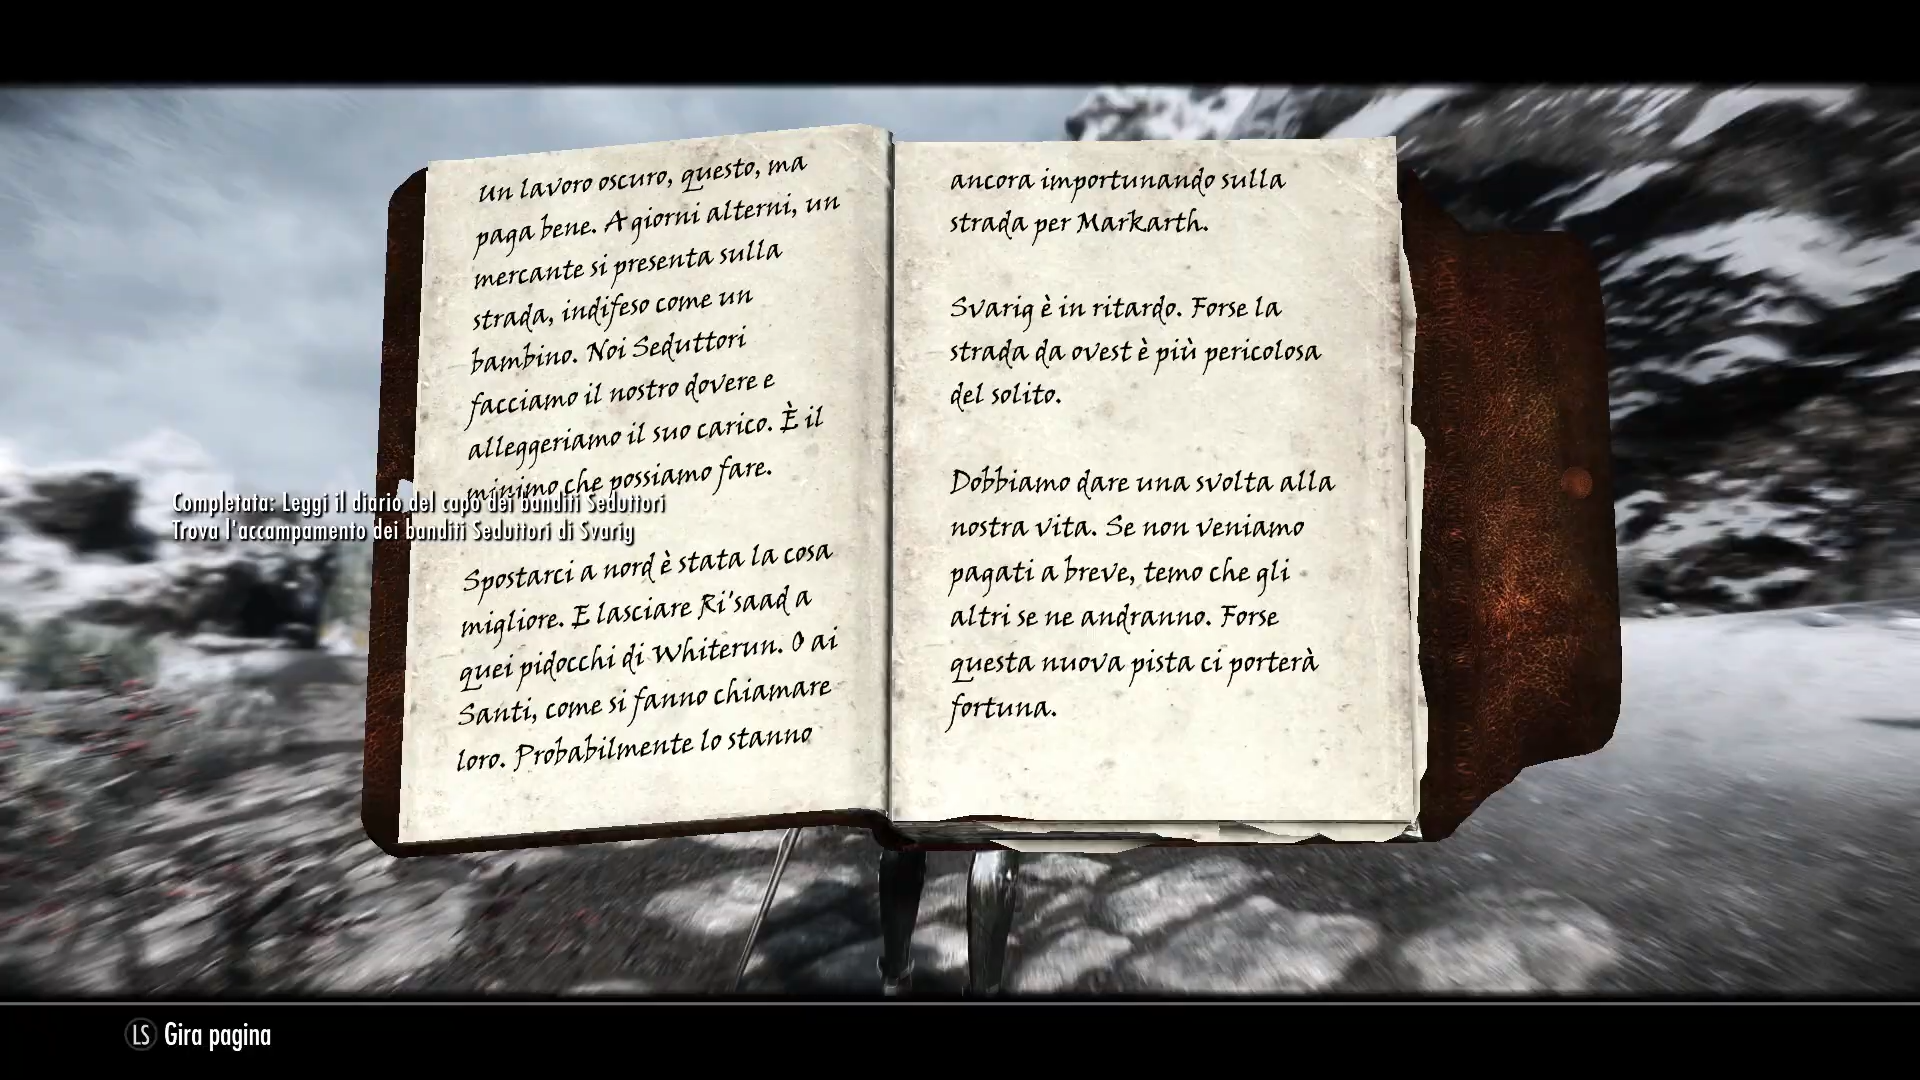 Un lavoro oscuro, questo, ma
paga bene. A giorni alterni, un
mercante si presenta sulla
strada, indifeso come un
bambino. Noi Seduttori
facciamo il nostro dovere e
alleggeriamo il suo carico. È il
minimo che possiamo fare.
Completata: Leggi il diario del capo dei banditi Seduttori
Trova l'accampamento dei banditi Seduttori di Svarig
Spostarci a nord è stata la cosa
migliore. E lasciare Ri'saad a
quei pidocchi di Whiterun. O ai
Santi, come si fanno chiamare
loro. Probabilmente lo stanno
ancora importunando sulla
strada per Markarth.
Svarig è in ritardo. Forse la
strada da ovest è più pericolosa
del solito.
Dobbiamo dare una svolta alla
nostra vita. Se non veniamo
pagati a breve, temo che gli
altri se ne andranno. Forse
questa nuova pista ci porterà
fortuna.
LS Gira pagina